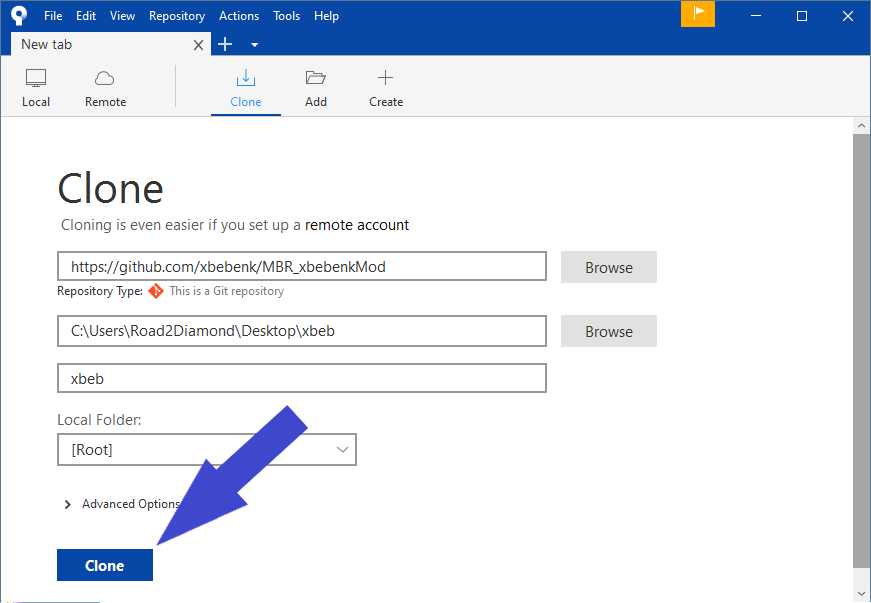 File Edit View Repository Actions Tools Help
New tab
Local Remote Clone Add Create
Clone
Cloning is even easier if you set up a remote account
https://github.com/xbebenk/MBR_xbebenkMod Browse
Repository Type: This is a Git repository
C:\Users\Road2Diamond\Desktop\xbeb Browse
xbeb
Local Folder:
[Root]
Advanced Options
Clone